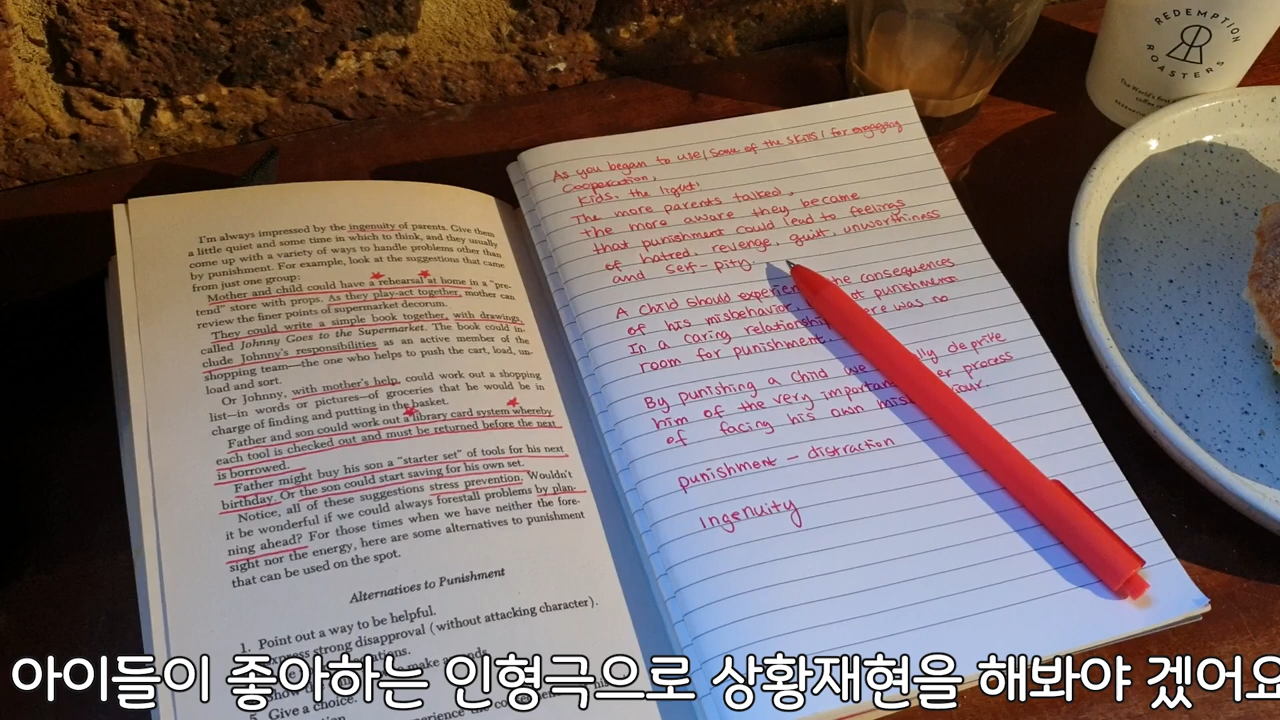 I'm always impressed by the ingenuity of parents. Give them
a little quiet and some time in which to think, and they usually
come up with a variety of ways to handle problems other than
by punishment. For example, look at the suggestions that came
from just one group:
Mother and child could have a rehearsal at home in a "pre-
tend" store with props. As they play-act together, mother can
review the finer points of supermarket decorum.
They could write a simple book together, with drawings,
called Johnny Goes to the Supermarket. The book could in-
clude Johnny's responsibilities as an active member of the
shopping team—the one who helps to push the cart, load, un-
load and sort.
Or Johnny, with mother's help, could work out a shopping
list—in words or pictures—of groceries that he would be in
charge of finding and putting in the basket.
Father and son could work out a library card system whereby
each tool is checked out and must be returned before the next
is borrowed.
Father might buy his son a "starter set" of tools for his next
birthday. Or the son could start saving for his own set.
Notice, all of these suggestions stress prevention. Wouldn't
it be wonderful if we could always forestall problems by plan-
ning ahead? For those times when we have neither the fore-
sight nor the energy, here are some alternatives to punishment
that can be used on the spot.
Alternatives to Punishment
1. Point out a way to be helpful.
strong disapproval (without attacking character).
make
Give a choice.
As you began to use/some of the skills/for engaging
Cooperation,
Kids. the light'
The more parents talked,
the more aware they became
that punishment could lead to feelings
of hatred, revenge, guilt, unworthiness
and self-pity.
A child should the consequences
of his misbehavior. not punishment
In a caring relationship was no
room for punishment.
By punishing a child we deprite
him of the very important process
of facing his own
punishment – distraction
Ingenuity
REDEMPTION
ROASTERS
The World's first
아이들이 좋아하는 인형극으로 상황재현을 해봐야 겠어요